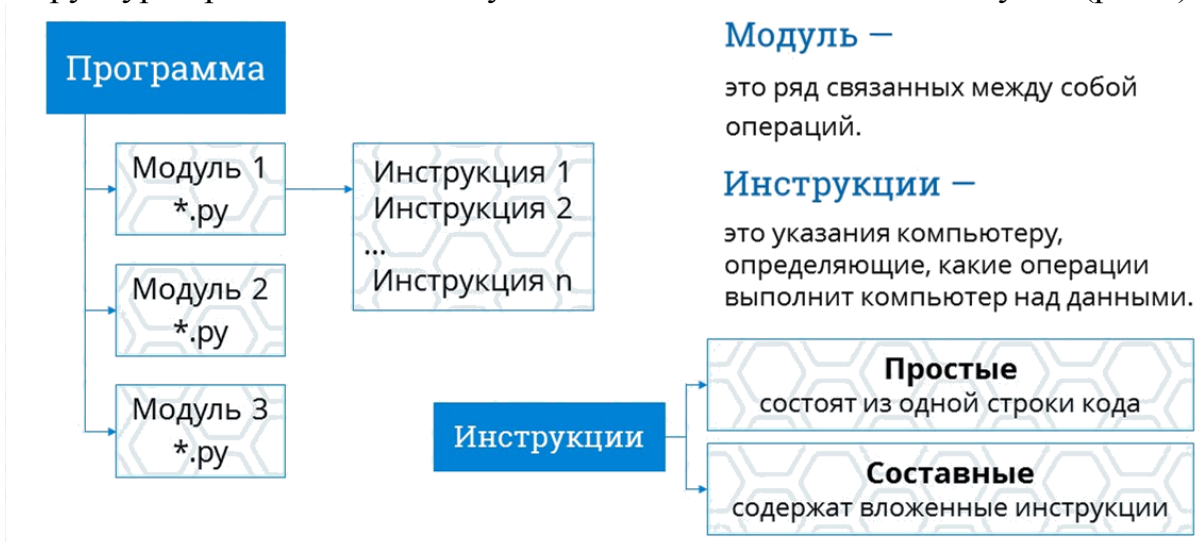 Программа
Модуль 1
*.py
Модуль 2
*.py
Модуль 3
*.py
Инструкция 1
Инструкция 2
...
Инструкция n
Модуль —
это ряд связанных между собой
операций.
Инструкции —
это указания компьютеру,
определяющие, какие операции
выполнит компьютер над данными.
Инструкции
Простые
состоят из одной строки кода
Составные
содержат вложенные инструкции